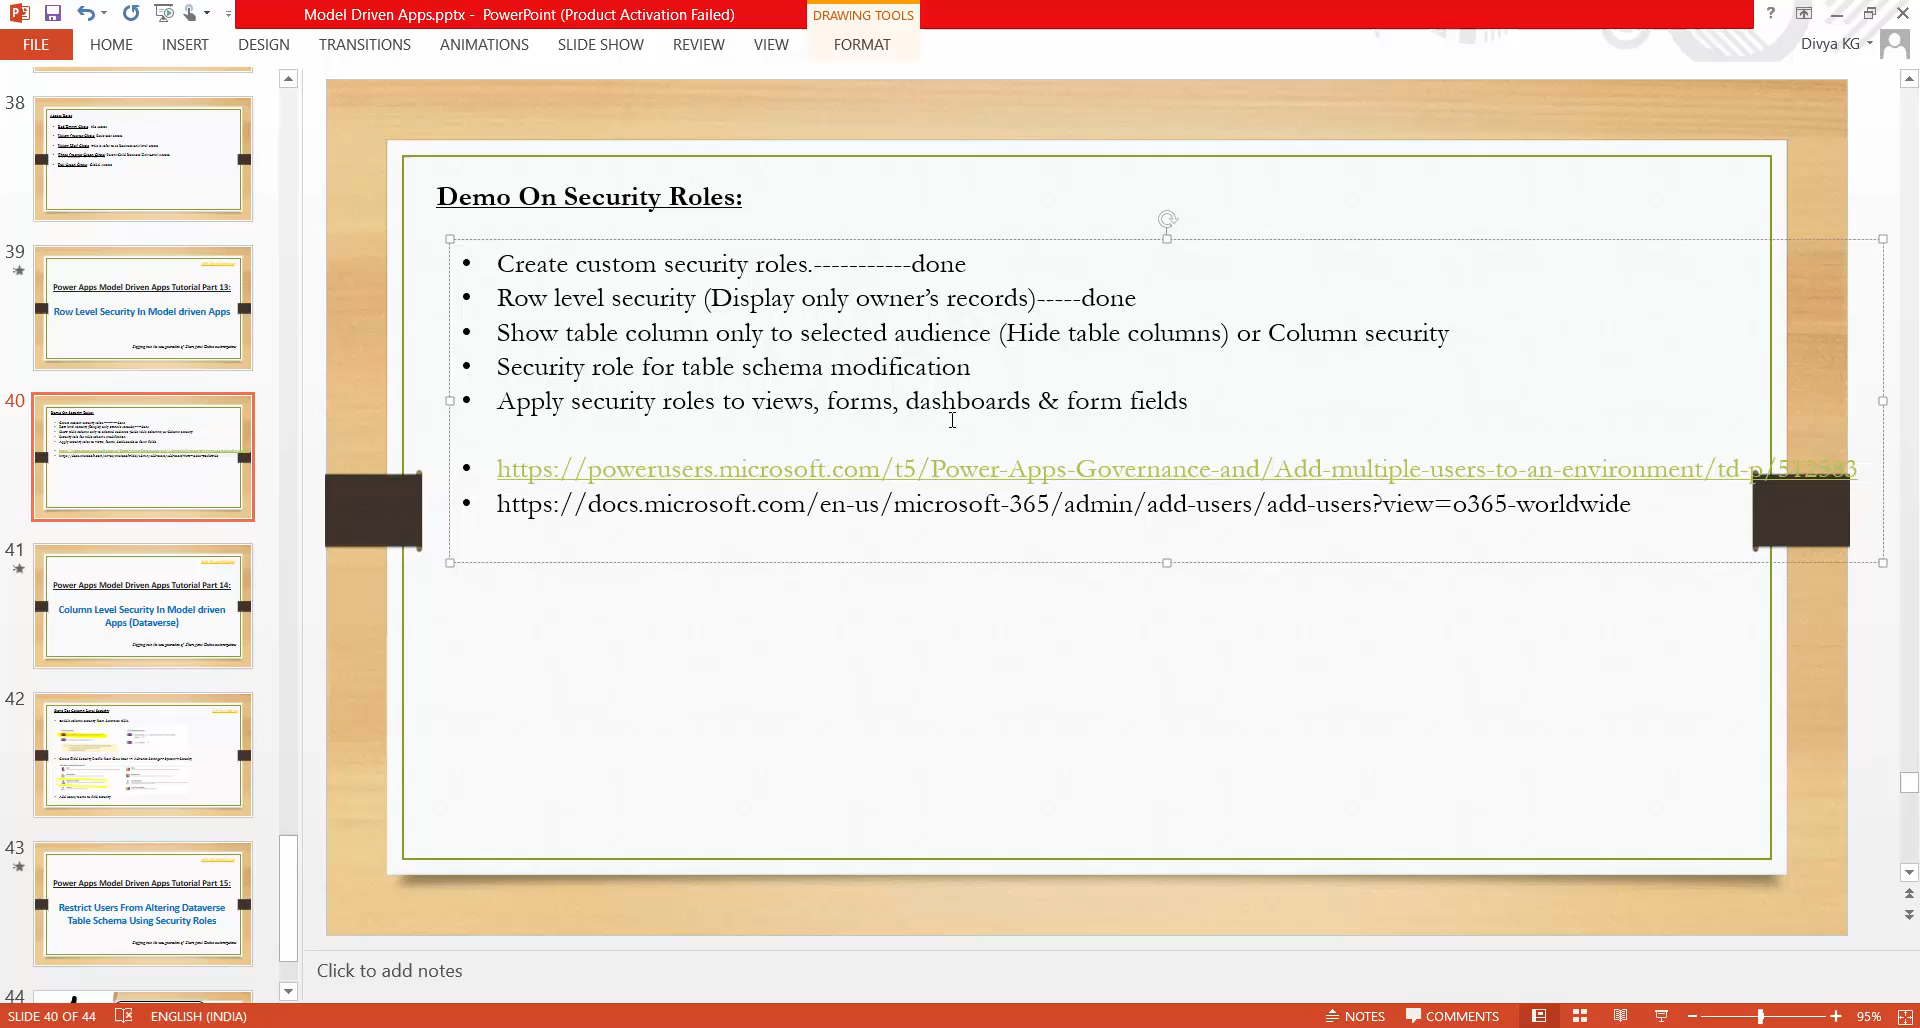 Model Driven Apps.pptx - PowerPoint (Product Activation Failed)
DRAWING TOOLS
?
FILE
HOME
INSERT
DESIGN
TRANSITIONS
ANIMATIONS
SLIDE SHOW
REVIEW
VIEW
FORMAT
Divya KG
38
39
Power Apps Model Driven Apps Tutorial Part 13:
Row Level Security In Model driven Apps
40
41
Power Apps Model Driven Apps Tutorial Part 14:
Column Level Security In Model driven
Apps (Dataverse)
42
43
Power Apps Model Driven Apps Tutorial Part 15:
Restrict Users From Altering Dataverse
Table Schema Using Security Roles
44
Demo On Security Roles:
• Create custom security roles.-----------done
• Row level security (Display only owner’s records)-----done
• Show table column only to selected audience (Hide table columns) or Column security
• Security role for table schema modification
• Apply security roles to views, forms, dashboards & form fields
• https://powerusers.microsoft.com/t5/Power-Apps-Governance-and/Add-multiple-users-to-an-environment/td-p/512583
• https://docs.microsoft.com/en-us/microsoft-365/admin/add-users/add-users?view=o365-worldwide
Click to add notes
SLIDE 40 OF 44
ENGLISH (INDIA)
NOTES
COMMENTS
95%